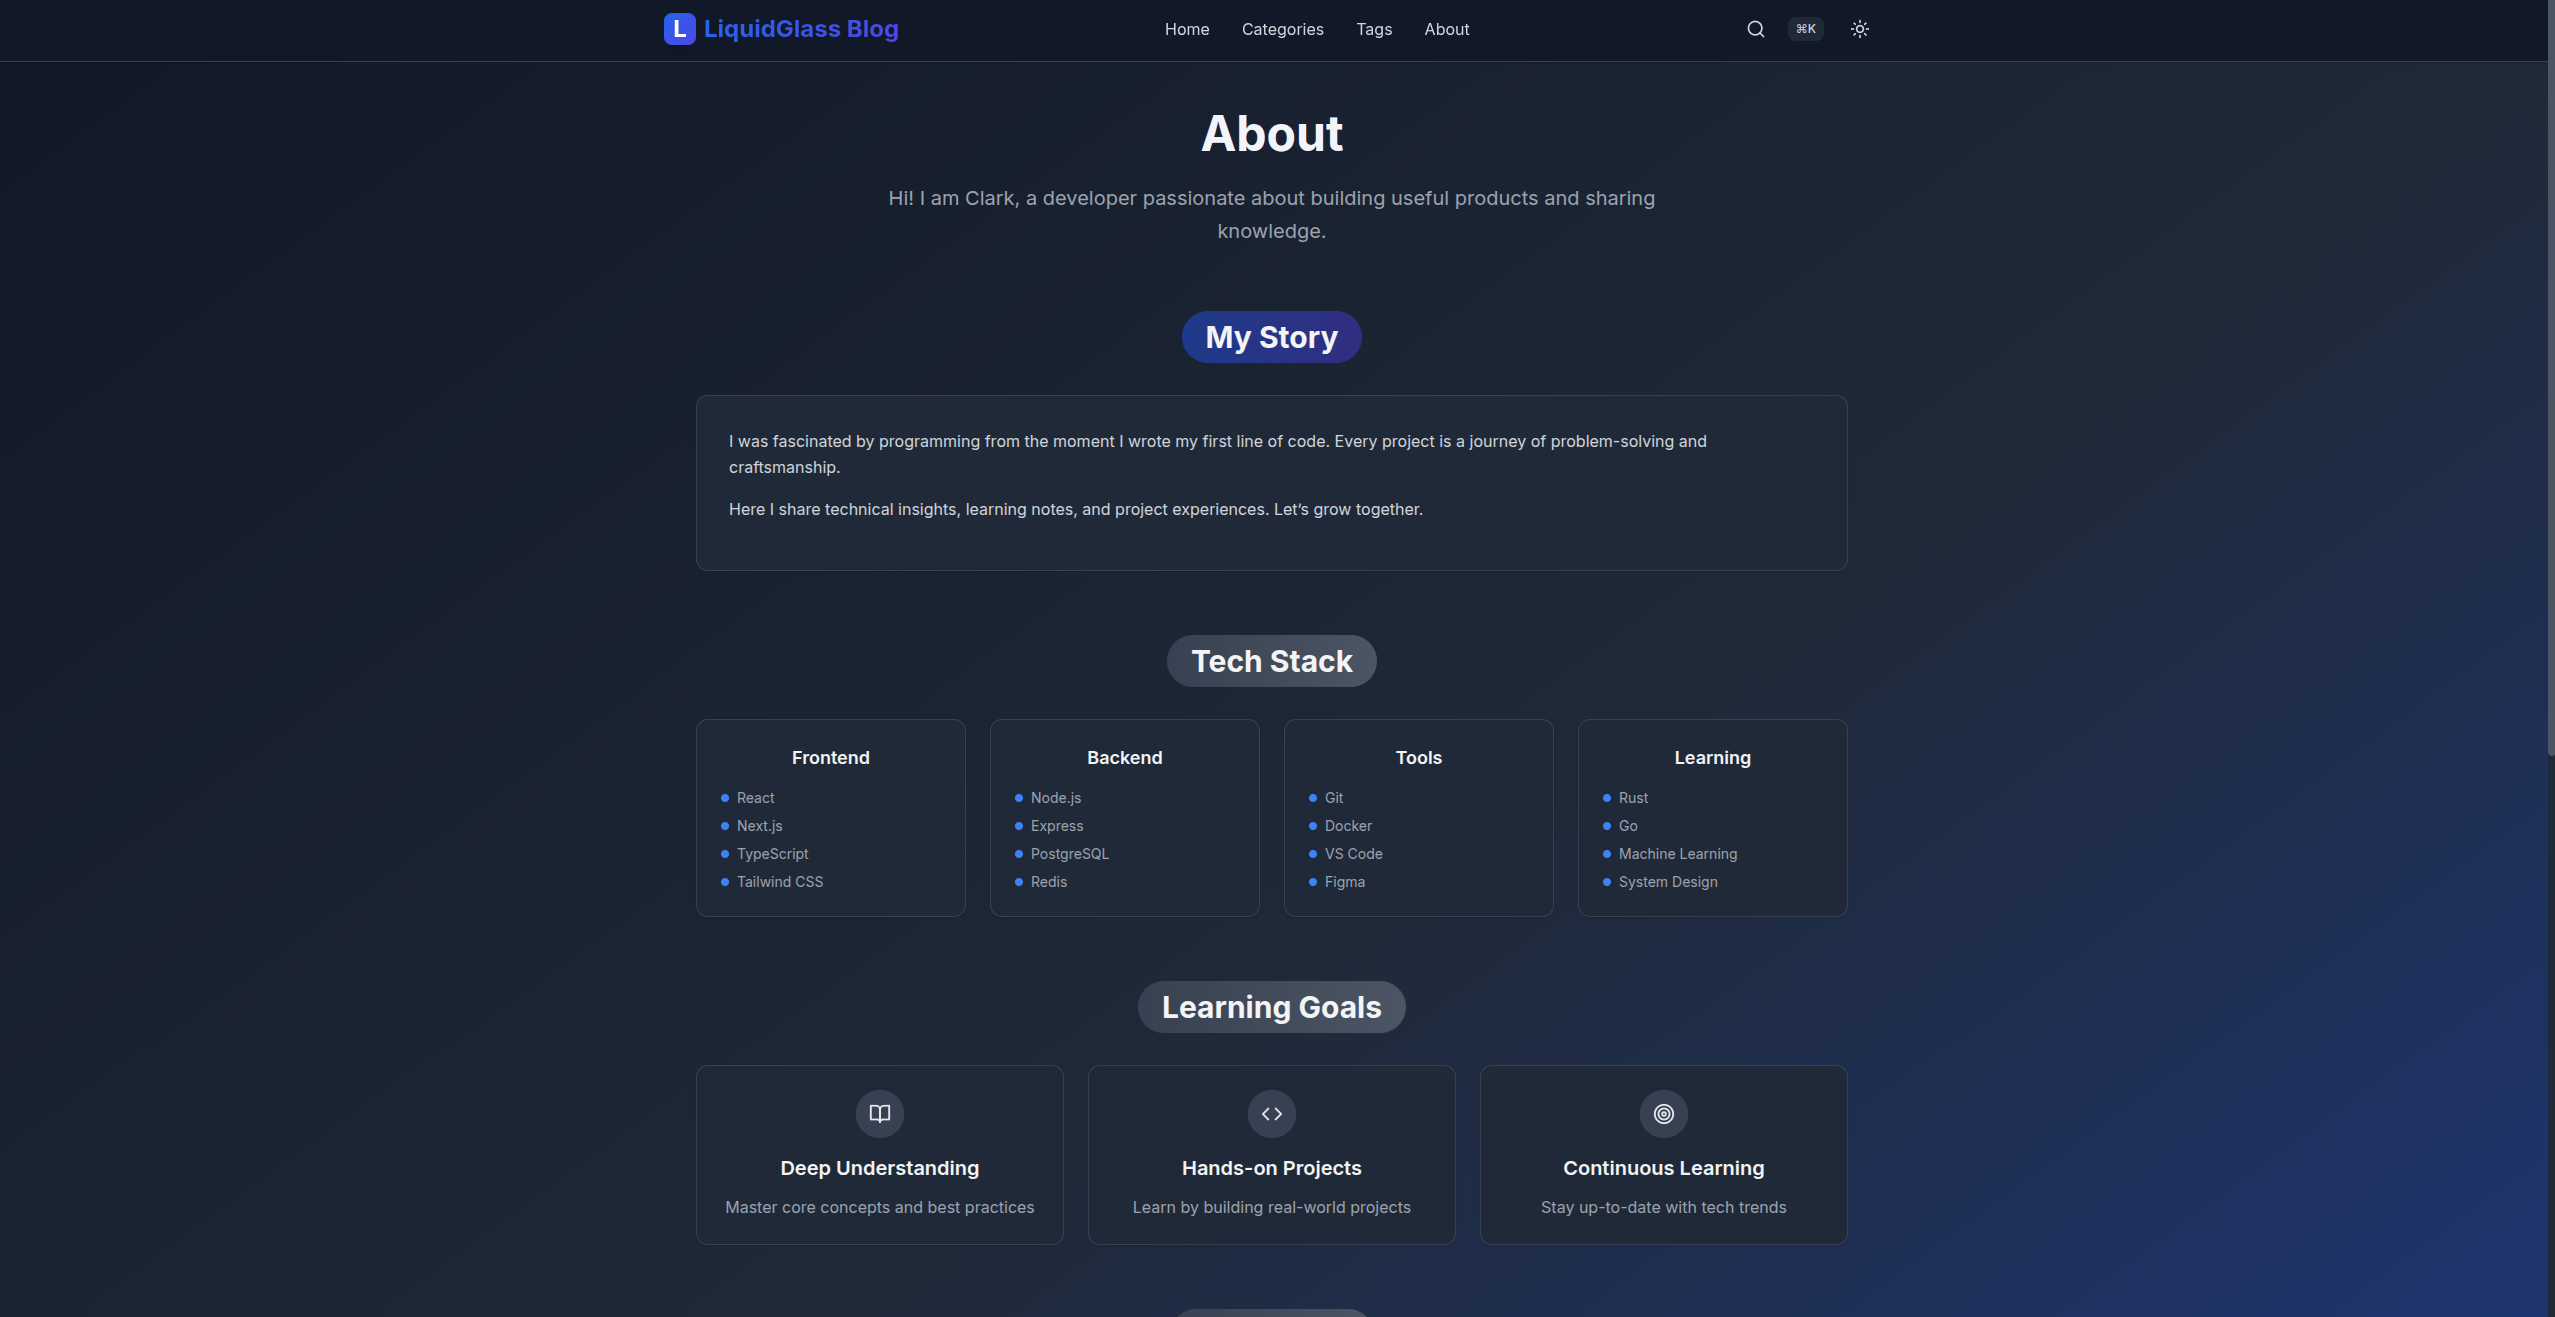 L LiquidGlass Blog
Home Categories Tags About
⌘K
About
Hi! I am Clark, a developer passionate about building useful products and sharing
knowledge.
My Story
I was fascinated by programming from the moment I wrote my first line of code. Every project is a journey of problem-solving and
craftsmanship.
Here I share technical insights, learning notes, and project experiences. Let’s grow together.
Tech Stack
Frontend
React
Next.js
TypeScript
Tailwind CSS
Backend
Node.js
Express
PostgreSQL
Redis
Tools
Git
Docker
VS Code
Figma
Learning
Rust
Go
Machine Learning
System Design
Learning Goals
Deep Understanding
Master core concepts and best practices
Hands-on Projects
Learn by building real-world projects
Continuous Learning
Stay up-to-date with tech trends